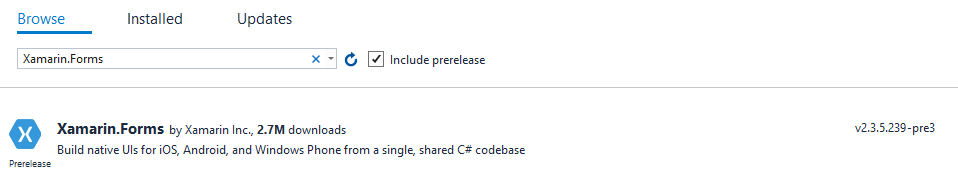 Browse Installed Updates
Xamarin.Forms Include prerelease
Xamarin.Forms by Xamarin Inc., 2.7M downloads v2.3.5.239-pre3
Build native UIs for iOS, Android, and Windows Phone from a single, shared C# codebase
Prerelease